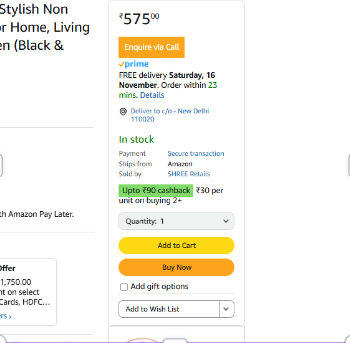 Stylish Non
or Home, Living
en (Black &
th Amazon Pay Later.
Offer
1,750.00
nt on select
Cards, HDFC...
rs ›
₹575⁰⁰
Enquire via Call
prime
FREE delivery Saturday, 16
November. Order within 23
mins. Details
Deliver to c/o - New Delhi
110020
In stock
Payment Secure transaction
Ships from Amazon
Sold by SHREE Retails
Upto ₹90 cashback ₹30 per
unit on buying 2+
Quantity: 1
Add to Cart
Buy Now
Add gift options
Add to Wish List